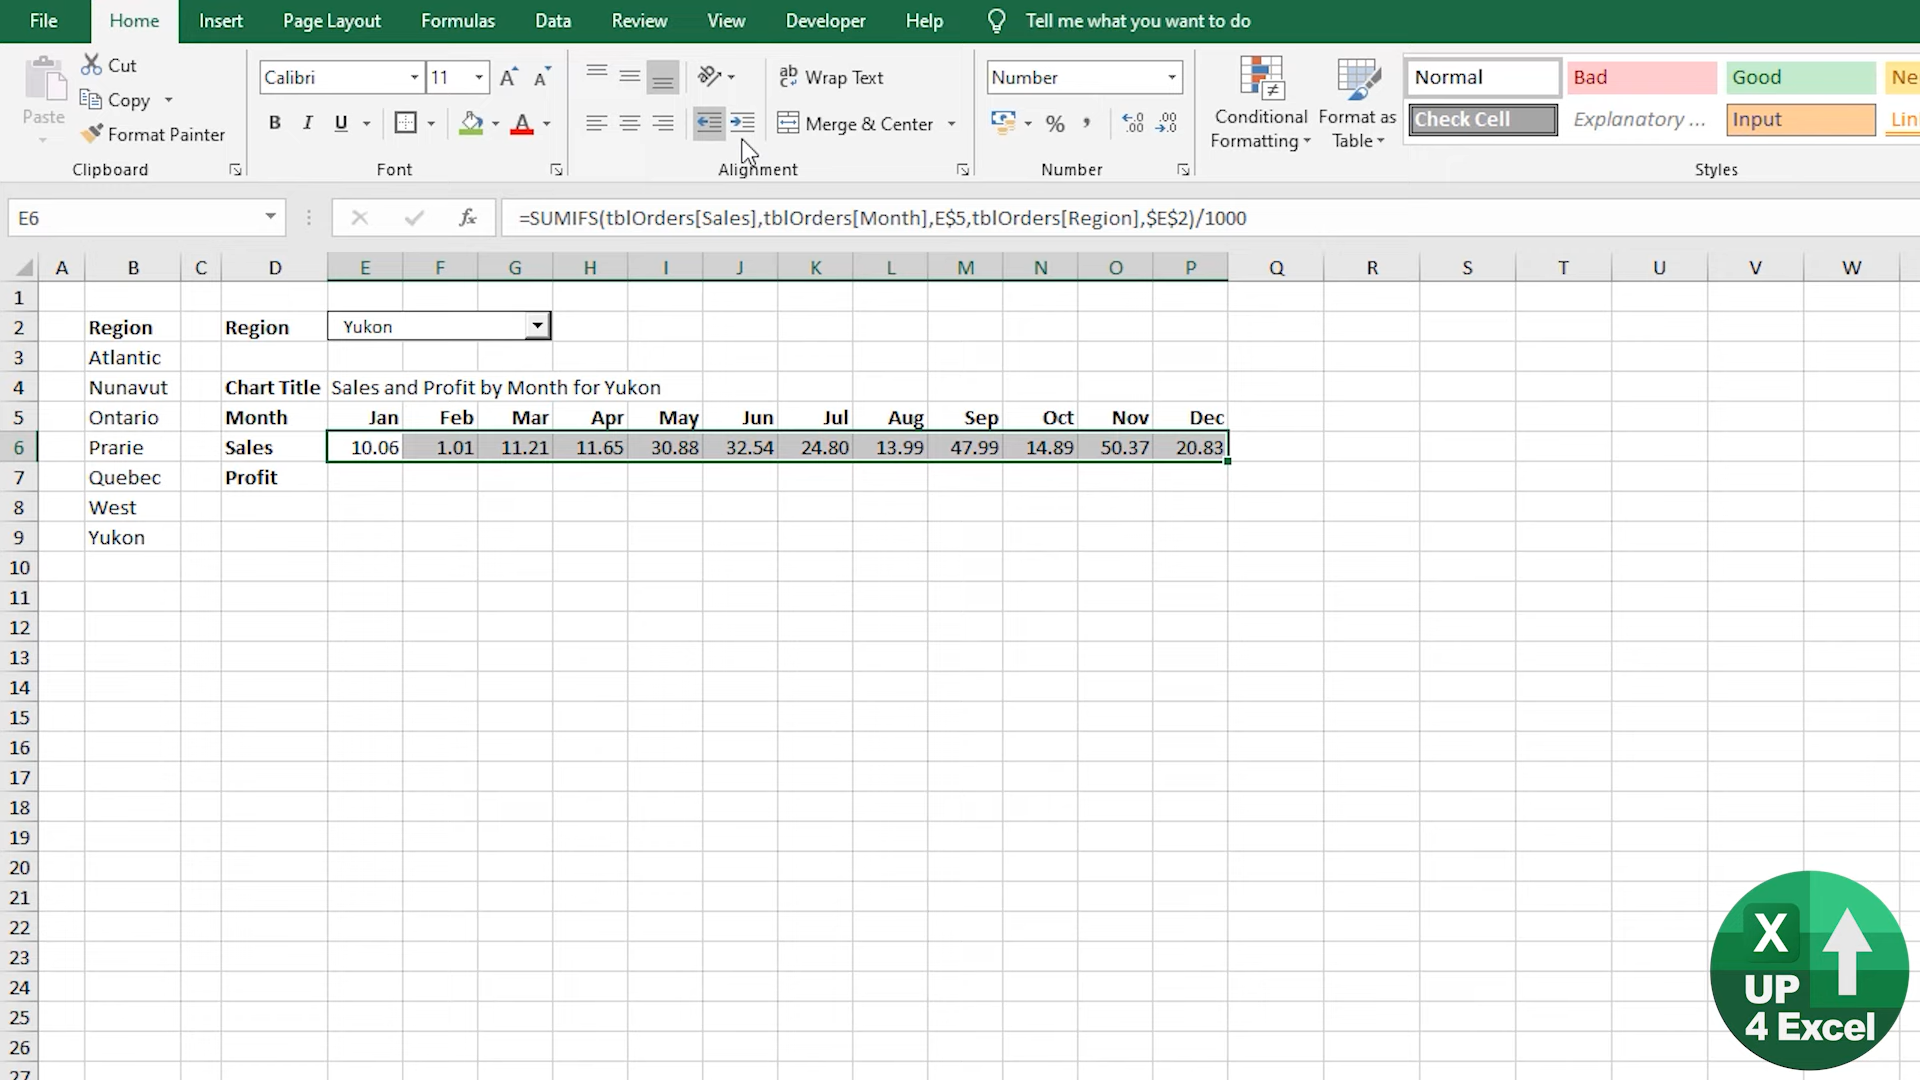 File Home Insert Page Layout Formulas Data Review View Developer Help Tell me what you want to do
Paste Cut Copy Format Painter Clipboard
Calibri 11 B I U Font
Wrap Text Merge & Center Alignment
Number % Number
Conditional Formatting Format as Table
Normal Bad Good Ne
Check Cell Explanatory ... Input Lin
Styles
E6 fx =SUMIFS(tblOrders[Sales],tblOrders[Month],E$5,tblOrders[Region],$E$2)/1000
A B C D E F G H I J K L M N O P Q R S T U V W
1
2 Region Region Yukon
3 Atlantic
4 Nunavut Chart Title Sales and Profit by Month for Yukon
5 Ontario Month Jan Feb Mar Apr May Jun Jul Aug Sep Oct Nov Dec
6 Prarie Sales 10.06 1.01 11.21 11.65 30.88 32.54 24.80 13.99 47.99 14.89 50.37 20.83
7 Quebec Profit
8 West
9 Yukon
10
11
12
13
14
15
16
17
18
19
20
21
22
23
24
25
26
27
X UP
4 Excel